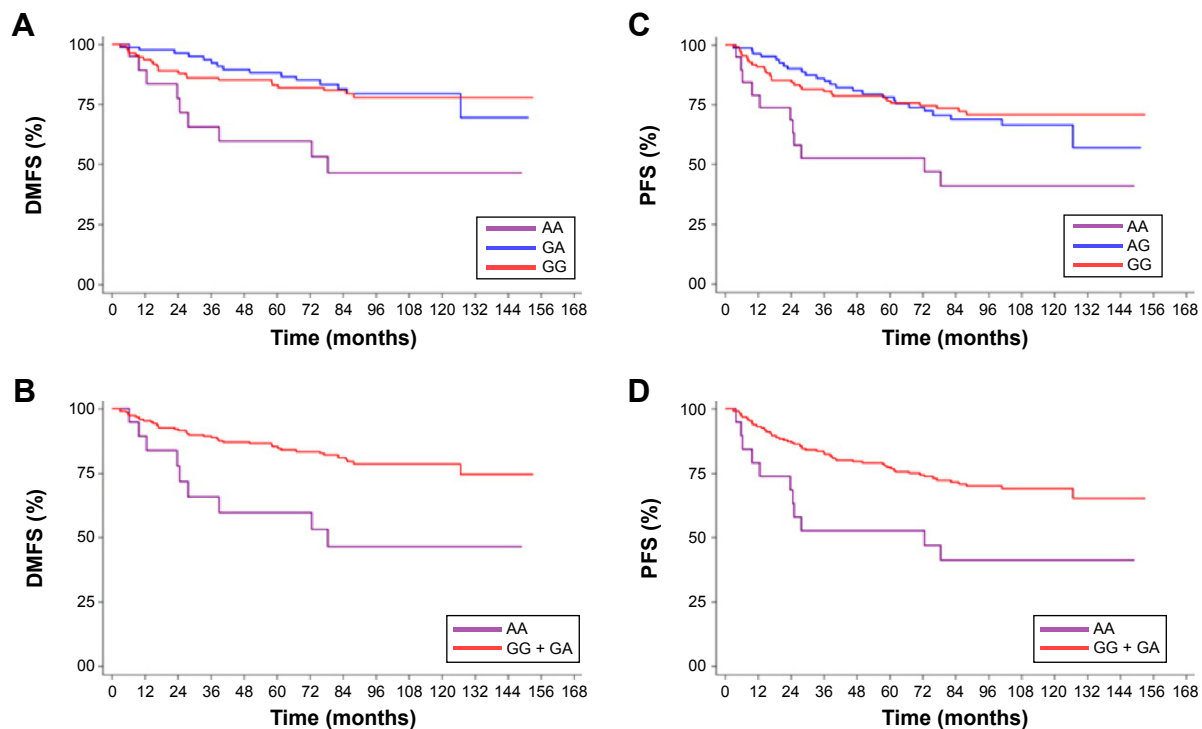 A
DMFS (%)
100
75
50
25
00
AA
GA
GG
0 12 24 36 48 60 72 84 96 108 120 132 144 156 168
Time (months)
C
PFS (%)
100
75
50
25
00
AA
AG
GG
0 12 24 36 48 60 72 84 96 108 120 132 144 156 168
Time (months)
B
DMFS (%)
100
75
50
25
00
AA
GG + GA
0 12 24 36 48 60 72 84 96 108 120 132 144 156 168
Time (months)
D
PFS (%)
100
75
50
25
00
AA
GG + GA
0 12 24 36 48 60 72 84 96 108 120 132 144 156 168
Time (months)